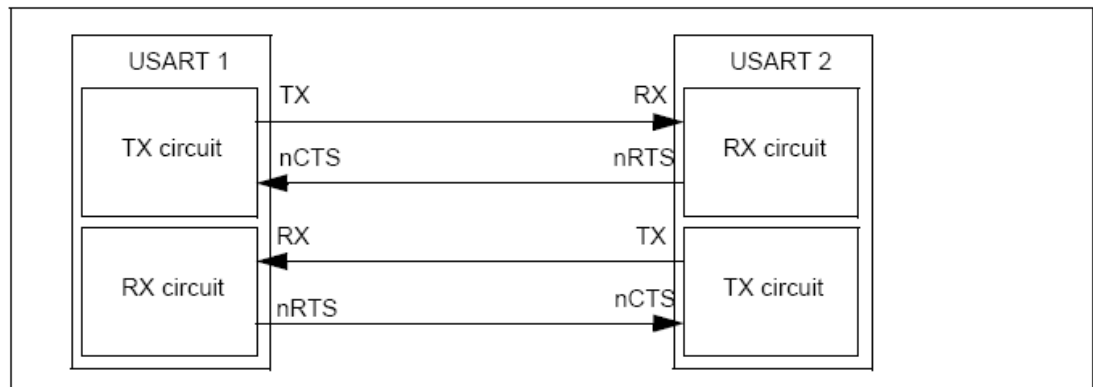 USART 1
USART 2
TX
RX
TX circuit
RX circuit
nCTS
nRTS
RX
TX
RX circuit
TX circuit
nRTS
nCTS